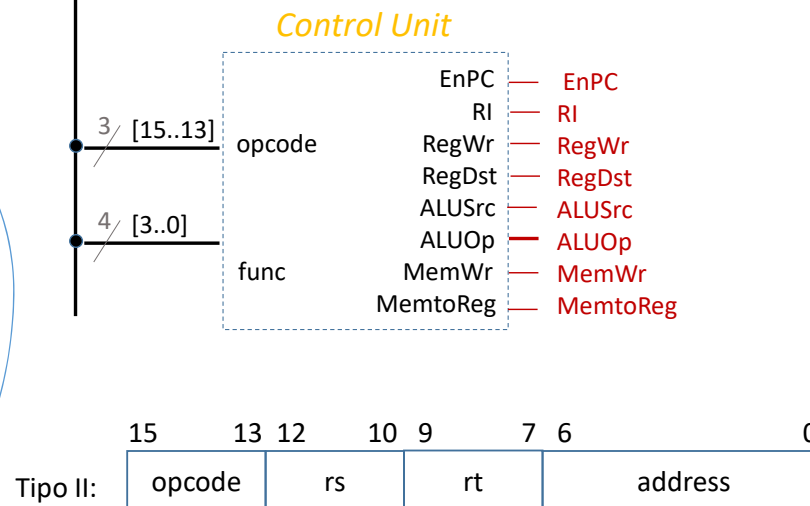 Control Unit
EnPC EnPC
RI RI
3 [15..13] opcode RegWr RegWr
RegDst RegDst
ALUSrc ALUSrc
4 [3..0] ALUOp ALUOp
func MemWr MemWr
MemtoReg MemtoReg
15 13 12 10 9 7 6 0
Tipo II: opcode rs rt address